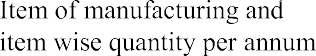 Item of manufacturing and
item wise quantity per annum